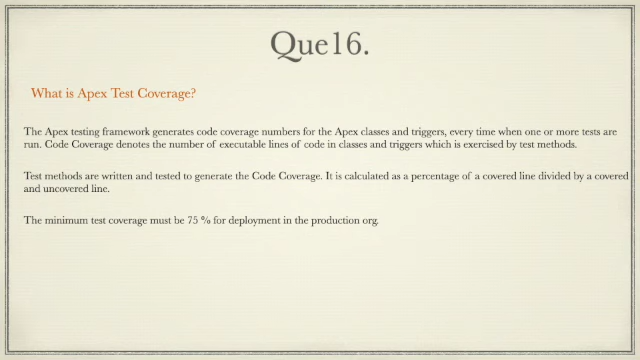 Que16.
What is Apex Test Coverage?
The Apex testing framework generates code coverage numbers for the Apex classes and triggers, every time when one or more tests are
run. Code Coverage denotes the number of executable lines of code in classes and triggers which is exercised by test methods.
Test methods are written and tested to generate the Code Coverage. It is calculated as a percentage of a covered line divided by a covered
and uncovered line.
The minimum test coverage must be 75 % for deployment in the production org.